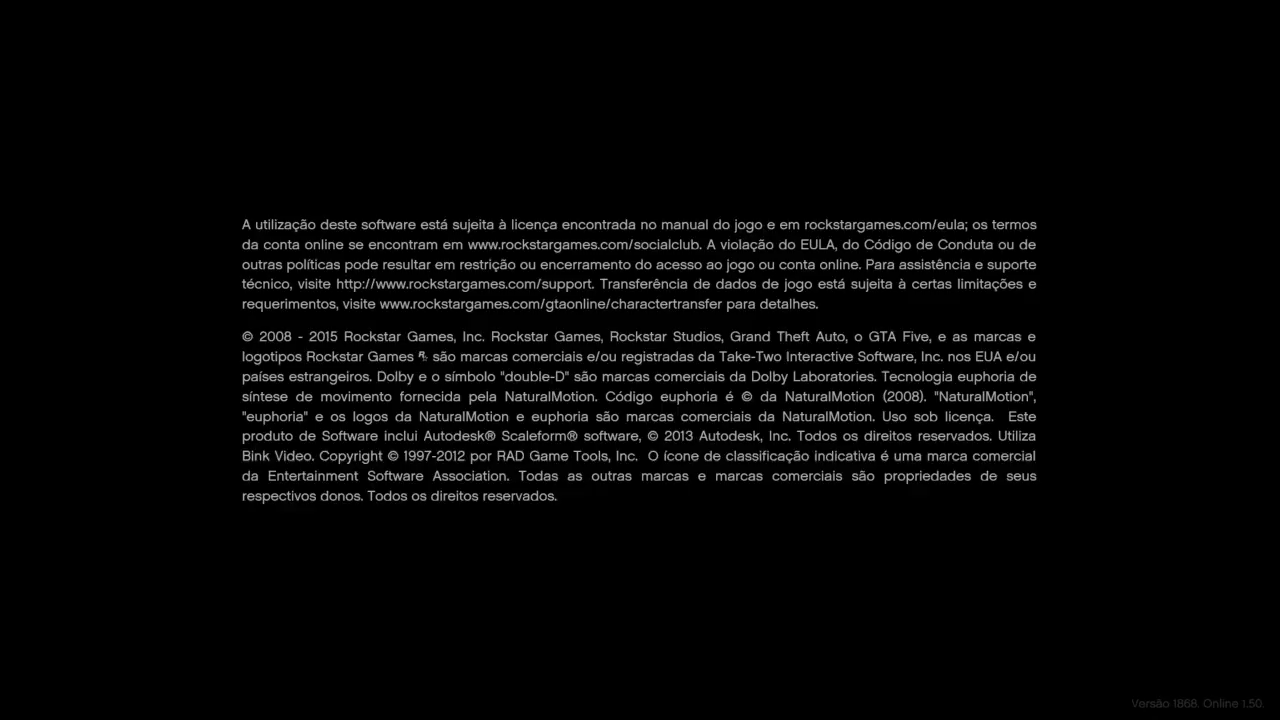 A utilização deste software está sujeita à licença encontrada no manual do jogo e em rockstargames.com/eula; os termos
da conta online se encontram em www.rockstargames.com/socialclub. A violação do EULA, do Código de Conduta ou de
outras políticas pode resultar em restrição ou encerramento do acesso ao jogo ou conta online. Para assistência e suporte
técnico, visite http://www.rockstargames.com/support. Transferência de dados de jogo está sujeita à certas limitações e
requerimentos, visite www.rockstargames.com/gtaonline/charactertransfer para detalhes.
© 2008 - 2015 Rockstar Games, Inc. Rockstar Games, Rockstar Studios, Grand Theft Auto, o GTA Five, e as marcas e
logotipos Rockstar Games R* são marcas comerciais e/ou registradas da Take-Two Interactive Software, Inc. nos EUA e/ou
países estrangeiros. Dolby e o símbolo "double-D" são marcas comerciais da Dolby Laboratories. Tecnologia euphoria de
síntese de movimento fornecida pela NaturalMotion. Código euphoria é © da NaturalMotion (2008). "NaturalMotion",
"euphoria" e os logos da NaturalMotion e euphoria são marcas comerciais da NaturalMotion. Uso sob licença. Este
produto de Software inclui Autodesk® Scaleform® software, © 2013 Autodesk, Inc. Todos os direitos reservados. Utiliza
Bink Video. Copyright © 1997-2012 por RAD Game Tools, Inc. O ícone de classificação indicativa é uma marca comercial
da Entertainment Software Association. Todas as outras marcas e marcas comerciais são propriedades de seus
respectivos donos. Todos os direitos reservados.
Versão 1868. Online 1.50.